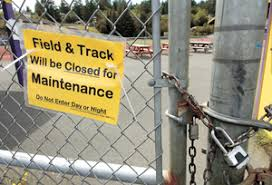 Field & Track
Will be Closed for
Maintenance
Do Not Enter Day or Night